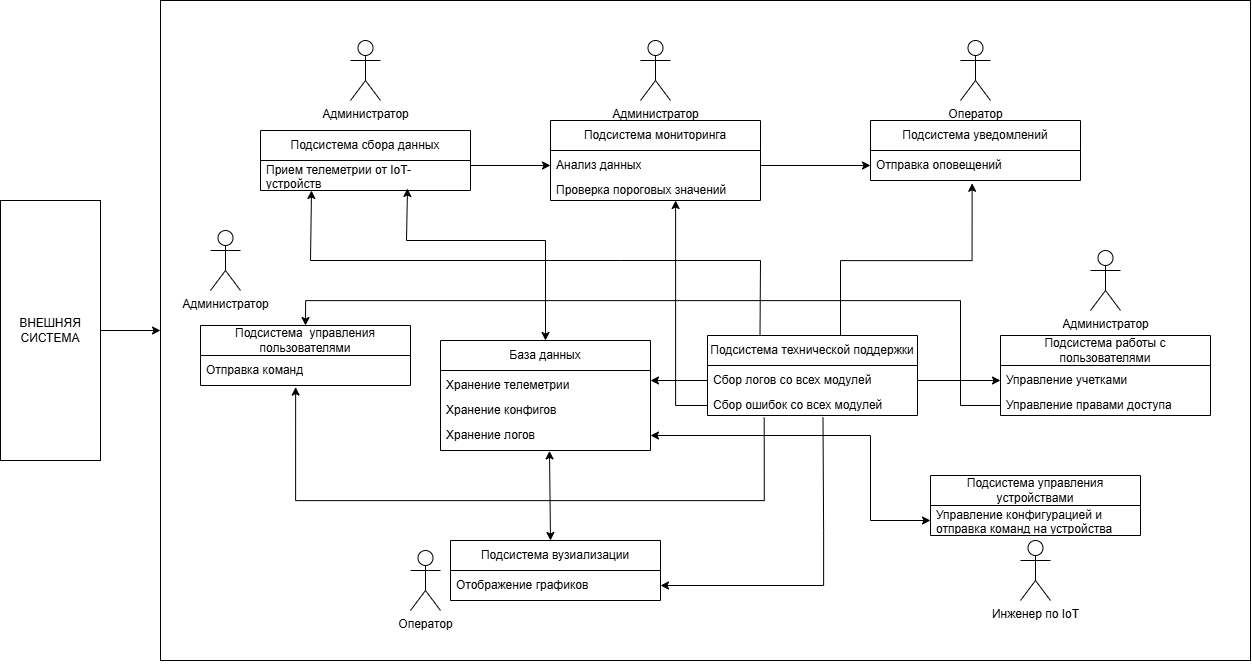 Администратор
Администратор
Оператор
Подсистема сбора данных
Прием телеметрии от IoT-
устройств
Подсистема мониторинга
Анализ данных
Проверка пороговых значений
Подсистема уведомлений
Отправка оповещений
ВНЕШНЯЯ
СИСТЕМА
Администратор
Подсистема управления
пользователями
Отправка команд
База данных
Хранение телеметрии
Хранение конфигов
Хранение логов
Подсистема технической поддержки
Сбор логов со всех модулей
Сбор ошибок со всех модулей
Администратор
Подсистема работы с
пользователями
Управление учетками
Управление правами доступа
Подсистема управления
устройствами
Управление конфигурацией и
отправка команд на устройства
Инженер по IoT
Подсистема вузиализации
Отображение графиков
Оператор